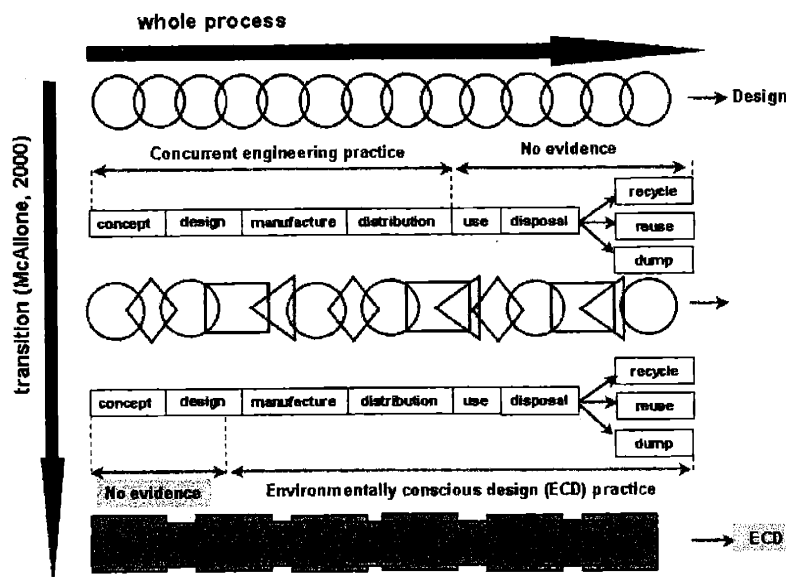 whole process
transition (McAllone, 2000)
Design
Concurrent engineering practice
No evidence
recycle
concept design manufacture distribution use disposal
reuse
dump
recycle
concept design manufacture distribution use disposal
reuse
dump
No evidence
Environmentally conscious design (ECD) practice
ECD